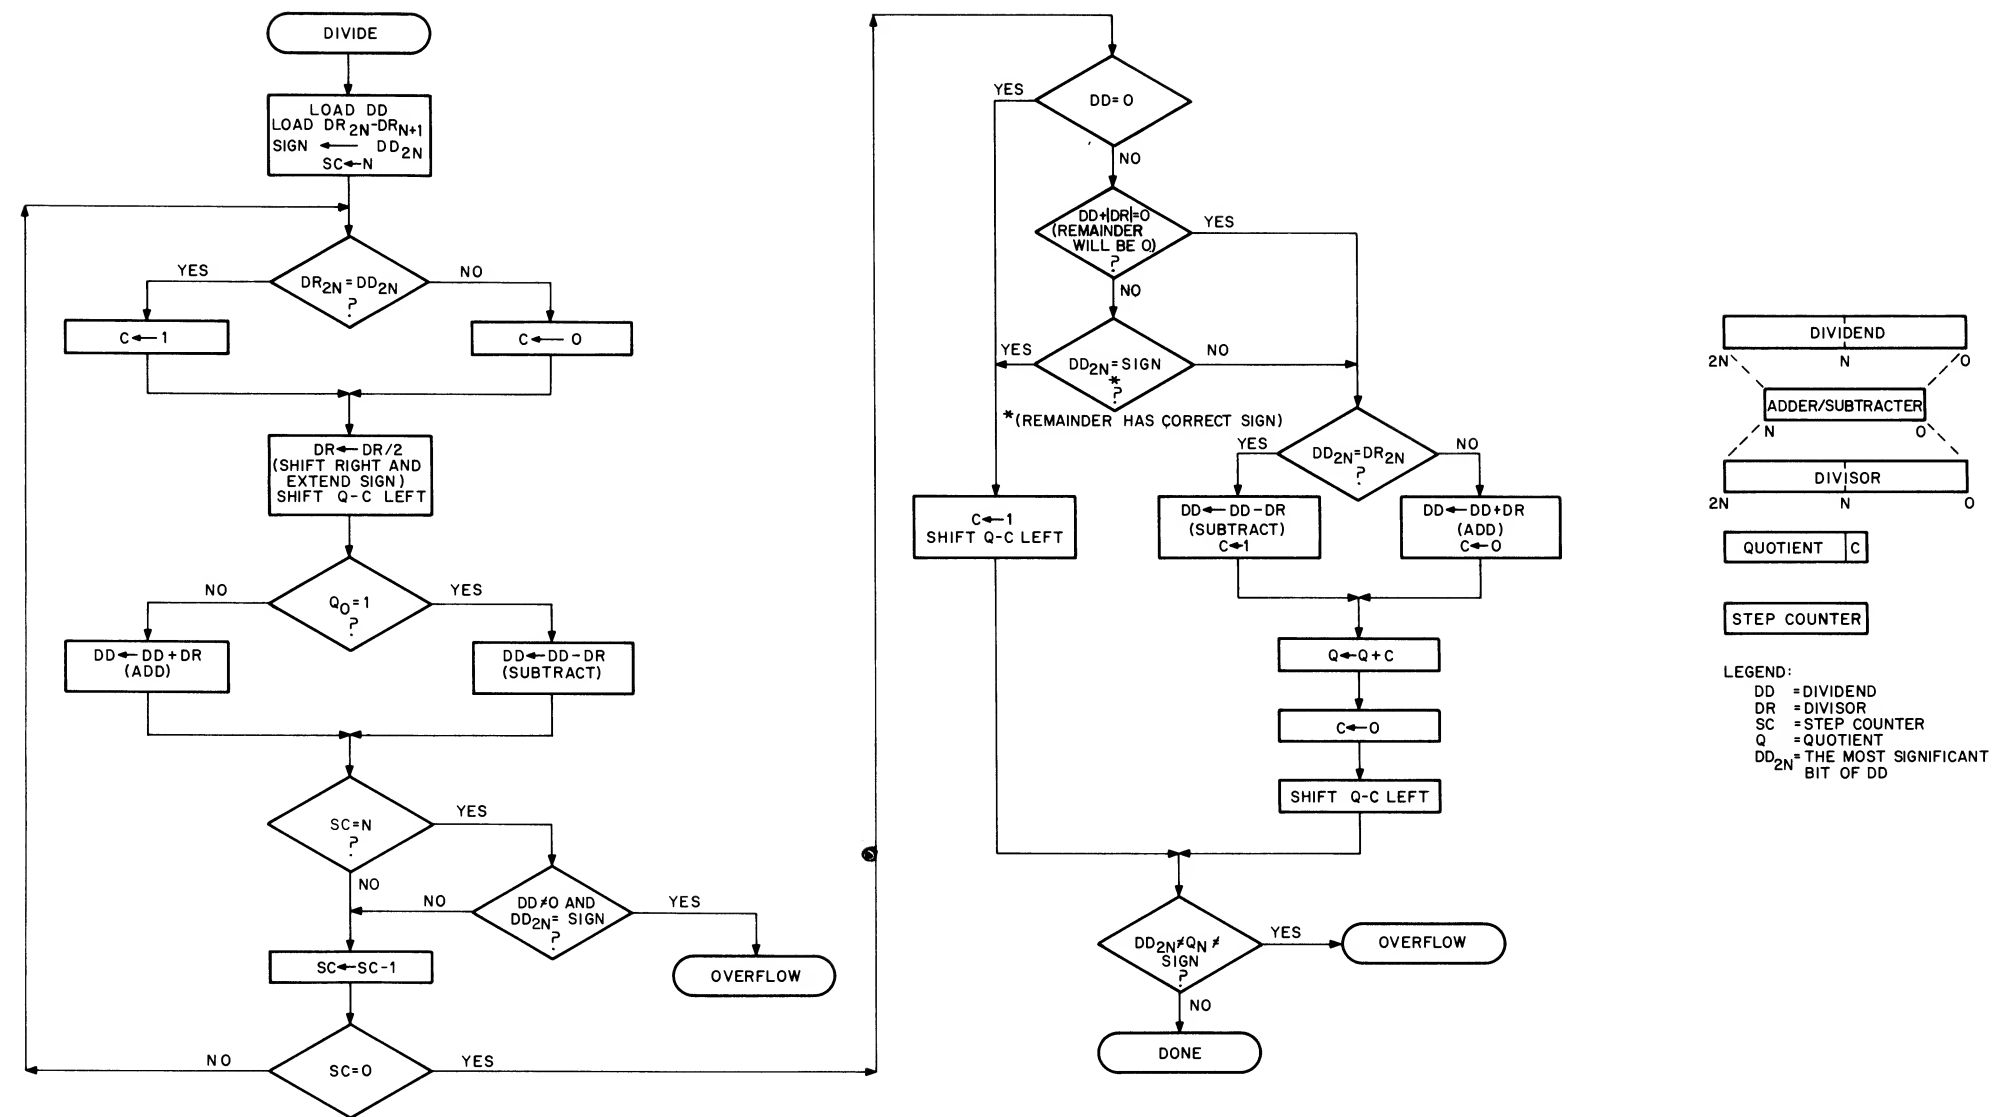 DIVIDE
LOAD DD
LOAD DR2N-DRN+1
SIGN ← DD2N
SC←N
DR2N = DD2N
?
YES
NO
C← 1
C← 0
DR← DR/2
(SHIFT RIGHT AND
EXTEND SIGN)
SHIFT Q-C LEFT
Q0=1
?
NO
YES
DD←DD+DR
(ADD)
DD←DD-DR
(SUBTRACT)
SC=N
?
YES
NO
DD≠0 AND
DD2N= SIGN
?
NO
YES
OVERFLOW
SC←SC-1
SC=0
NO
YES
DD=0
YES
NO
DD+|DR|=0
(REMAINDER
WILL BE 0)
?
YES
NO
DD2N=SIGN
*
?
YES
NO
*(REMAINDER HAS CORRECT SIGN)
DD2N=DR2N
?
YES
NO
C←1
SHIFT Q-C LEFT
DD←DD-DR
(SUBTRACT)
C←1
DD←DD+DR
(ADD)
C←0
Q←Q+C
C←0
SHIFT Q-C LEFT
DD2N≠QN ≠
SIGN
?
YES
OVERFLOW
NO
DONE
DIVIDEND
2N N 0
ADDER/SUBTRACTER
N 0
DIVISOR
2N N 0
QUOTIENT C
STEP COUNTER
LEGEND:
DD =DIVIDEND
DR =DIVISOR
SC =STEP COUNTER
Q =QUOTIENT
DD2N=THE MOST SIGNIFICANT
BIT OF DD